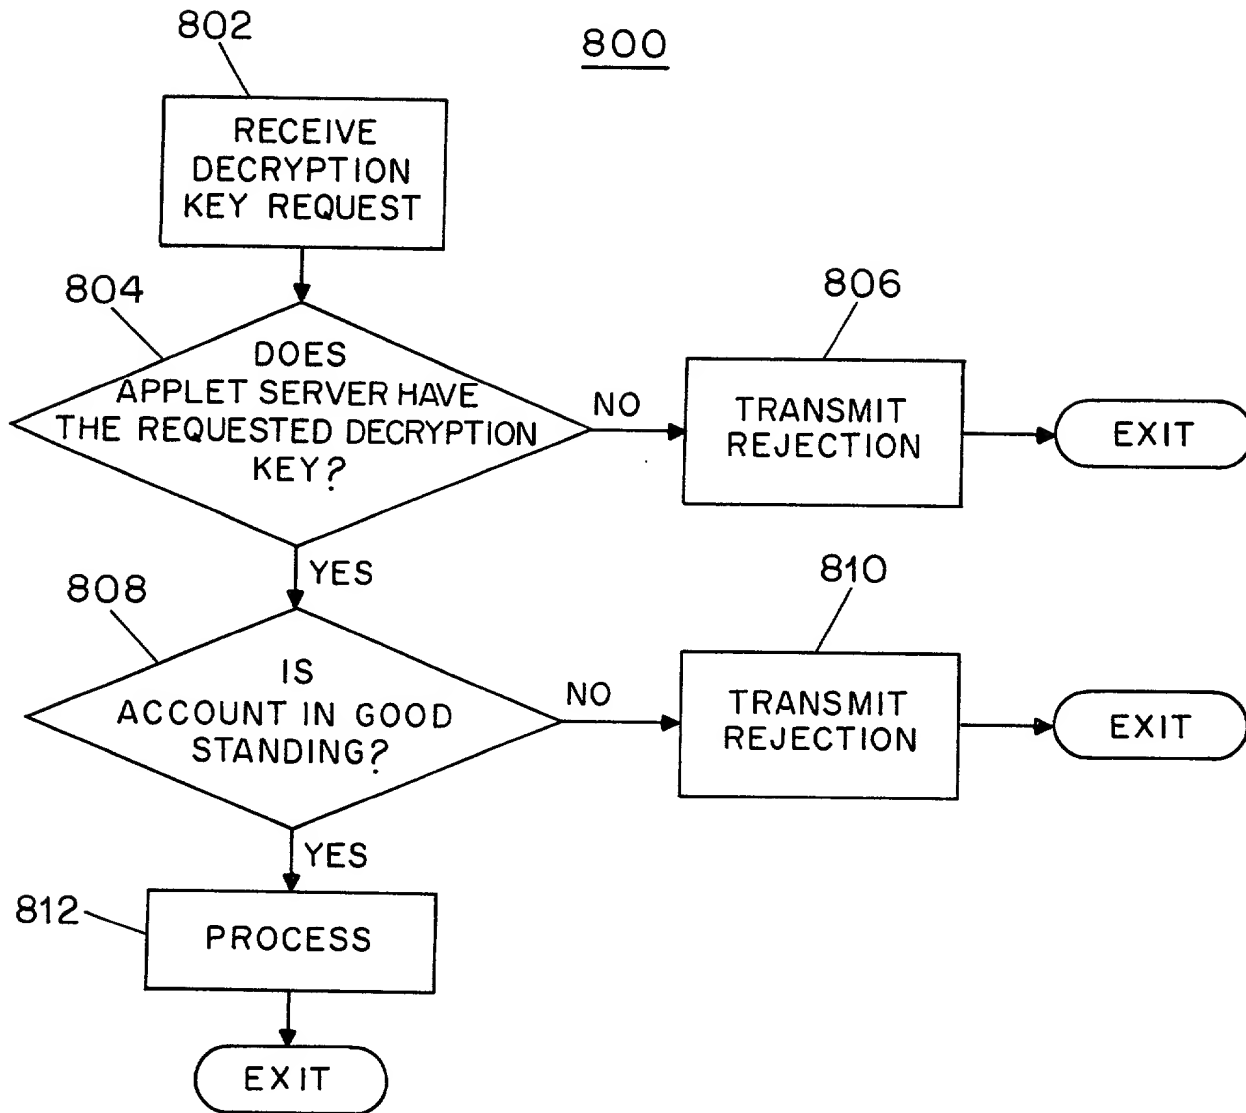 802
800
RECEIVE
DECRYPTION
KEY REQUEST
804
DOES
APPLET SERVER HAVE
THE REQUESTED DECRYPTION
KEY?
NO
806
TRANSMIT
REJECTION
EXIT
YES
808
IS
ACCOUNT IN GOOD
STANDING?
NO
810
TRANSMIT
REJECTION
EXIT
YES
812
PROCESS
EXIT